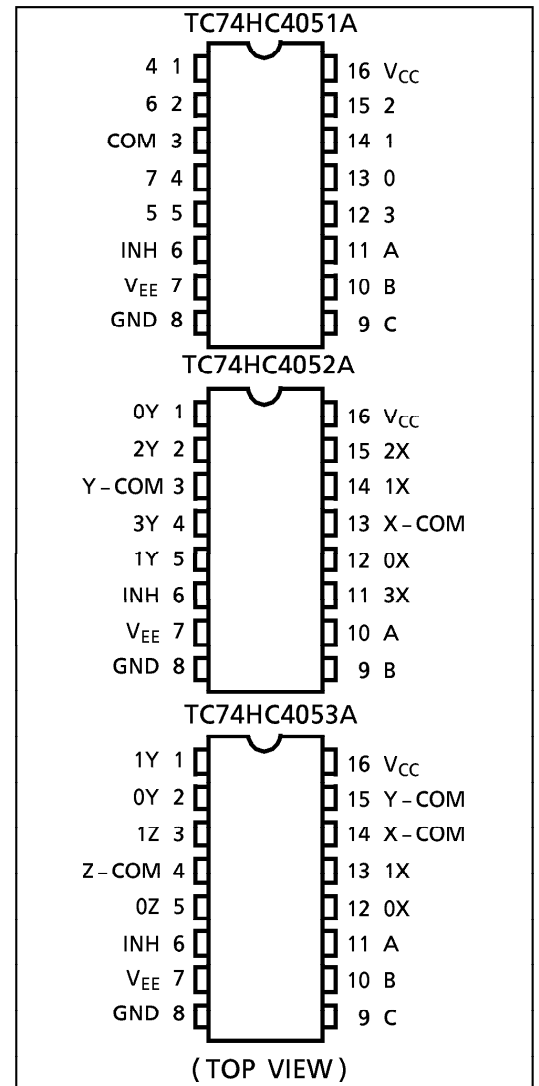 TC74HC4051A
4 1 16 VCC
6 2 15 2
COM 3 14 1
7 4 13 0
5 5 12 3
INH 6 11 A
VEE 7 10 B
GND 8 9 C
TC74HC4052A
0Y 1 16 VCC
2Y 2 15 2X
Y-COM 3 14 1X
3Y 4 13 X-COM
1Y 5 12 0X
INH 6 11 3X
VEE 7 10 A
GND 8 9 B
TC74HC4053A
1Y 1 16 VCC
0Y 2 15 Y-COM
1Z 3 14 X-COM
Z-COM 4 13 1X
0Z 5 12 0X
INH 6 11 A
VEE 7 10 B
GND 8 9 C
(TOP VIEW)